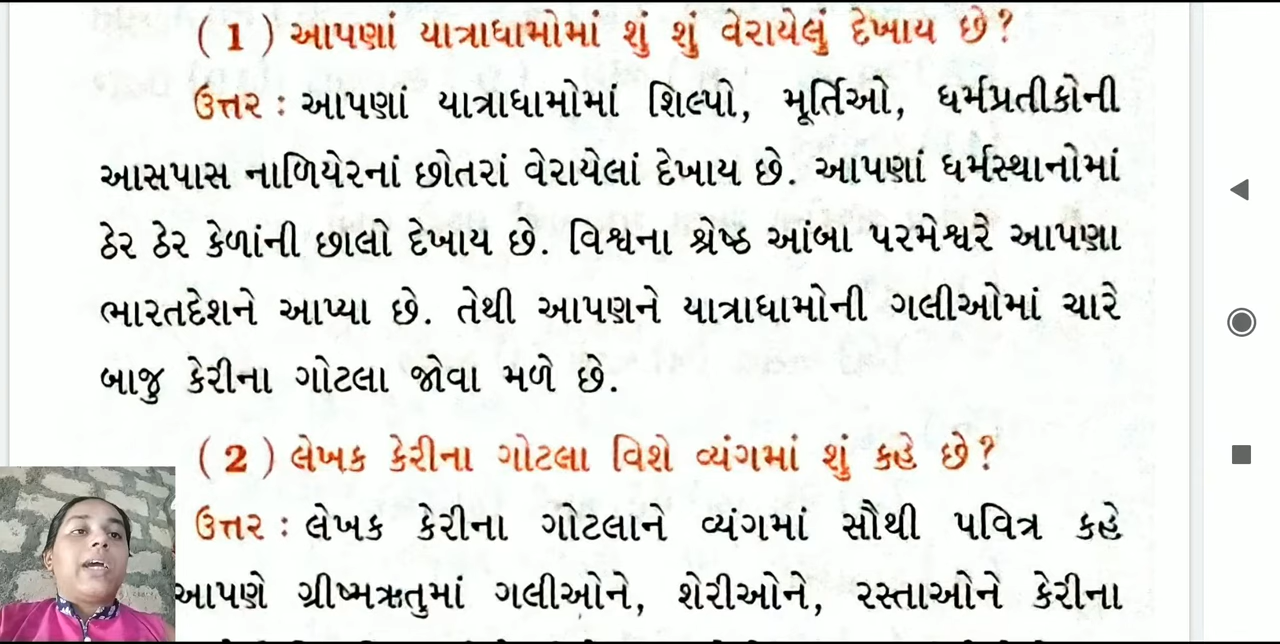 (1) આપણાં યાત્રાધામોમાં શું શું વેરાયેલું દેખાય છે?
ઉત્તર : આપણાં યાત્રાધામોમાં શિલ્પો, મૂર્તિઓ, ધર્મપ્રતીકોની
આસપાસ નાળિયેરનાં છોતરાં વેરાયેલાં દેખાય છે. આપણાં ધર્મસ્થાનોમાં
ઠેર ઠેર કેળાંની છાલો દેખાય છે. વિશ્વના શ્રેષ્ઠ આંબા પરમેશ્વરે આપણા
ભારતદેશને આપ્યા છે. તેથી આપણને યાત્રાધામોની ગલીઓમાં ચારે
બાજુ કેરીના ગોટલા જોવા મળે છે.
(2) લેખક કેરીના ગોટલા વિશે વ્યંગમાં શું કહે છે?
ઉત્તર : લેખક કેરીના ગોટલાને વ્યંગમાં સૌથી પવિત્ર કહે
આપણે ગ્રીષ્મઋતુમાં ગલીઓને, શેરીઓને, રસ્તાઓને કેરીના